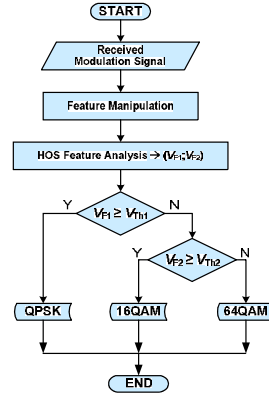 START
Received
Modulation Signal
Feature Manipulation
HOS Feature Analysis → (VF1;VF2)
Y
VF1 ≥ VTh1
N
Y
VF2 ≥ VTh2
N
QPSK
16QAM
64QAM
END